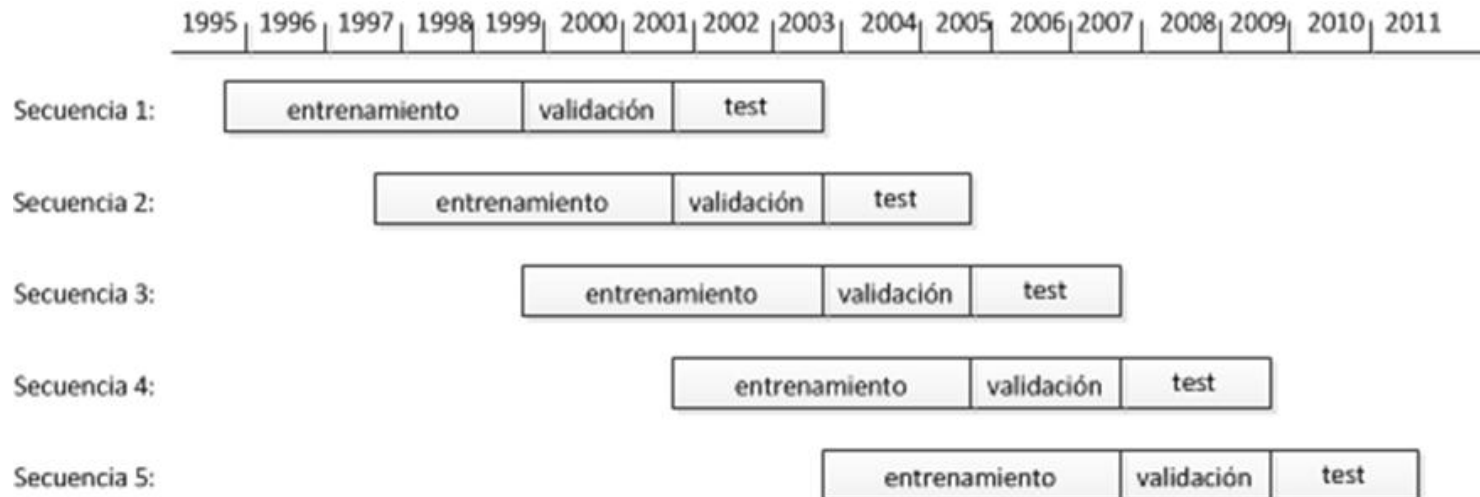 1995 1996 1997 1998 1999 2000 2001 2002 2003 2004 2005 2006 2007 2008 2009 2010 2011
Secuencia 1: entrenamiento validación test
Secuencia 2: entrenamiento validación test
Secuencia 3: entrenamiento validación test
Secuencia 4: entrenamiento validación test
Secuencia 5: entrenamiento validación test